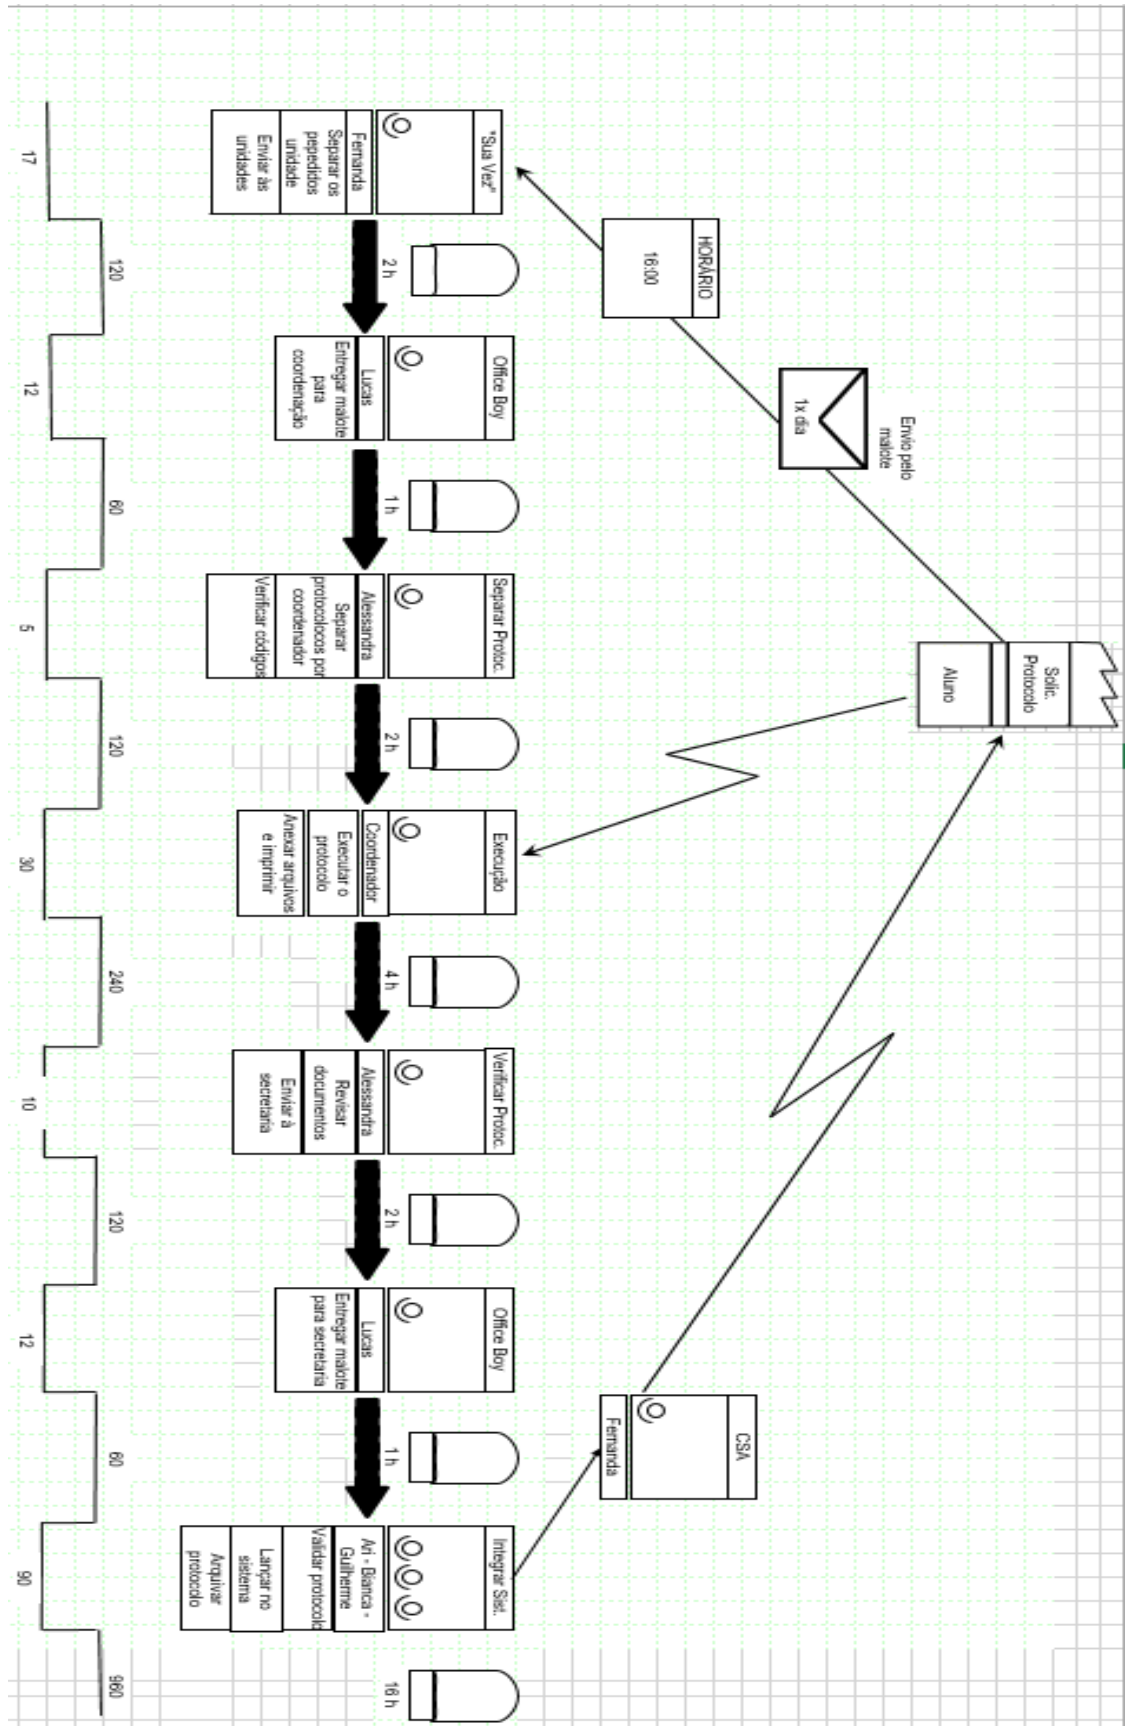 Solic.
Protocolo
Aluno
Envio pelo
malote
1x dia
HORÁRIO
16:00
CSA
Fernanda
"Sua Vez"
Fernanda
Separar os
pepedidos
unidade
Enviar às
unidades
2 h
Office Boy
Lucas
Entregar malote
para
coordenação
1 h
Separar Protoc.
Alessandra
Separar
protocolocos por
coordenador
Verificar códigos
2 h
Execução
Coordenador
Executar o
protocolo
Anexar arquivos
e imprimir
4 h
Verificar Protoc.
Alessandra
Revisar
documentos
Enviar à
secretaria
2 h
Office Boy
Lucas
Entregar malote
para secretaria
1 h
Integrar Sist.
Ari - Bianca -
Guilherme
Validar protocolo
Lançar no
sistema
Arquivar
protocolo
16 h
17
120
12
60
5
120
30
240
10
120
12
60
90
960